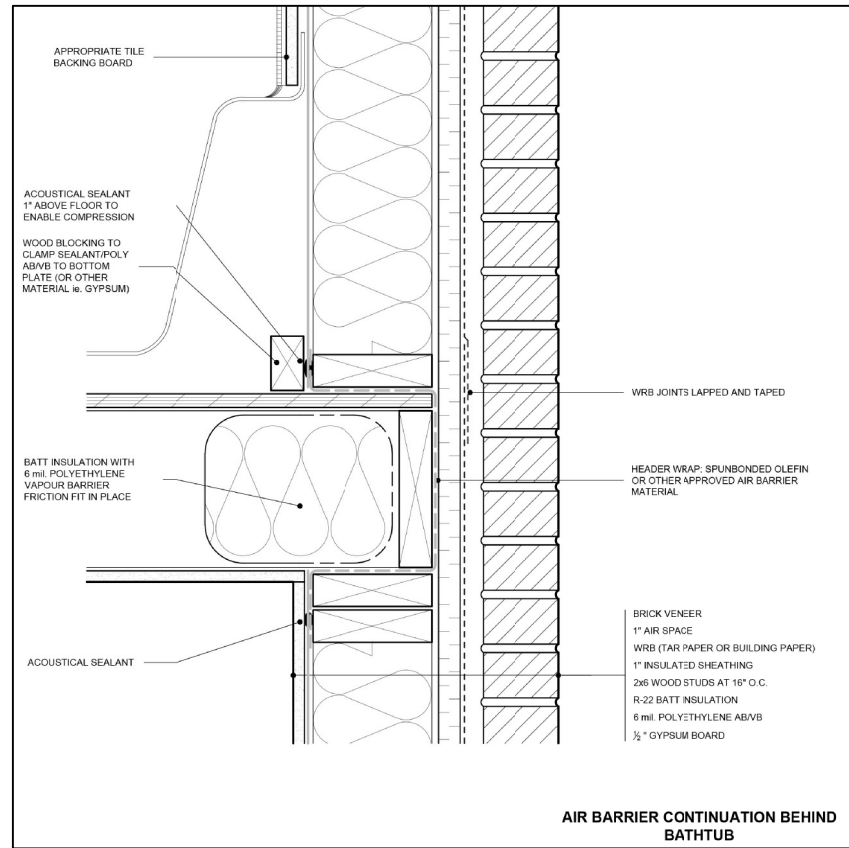 APPROPRIATE TILE
BACKING BOARD
ACOUSTICAL SEALANT
1" ABOVE FLOOR TO
ENABLE COMPRESSION
WOOD BLOCKING TO
CLAMP SEALANT/POLY
AB/VB TO BOTTOM
PLATE (OR OTHER
MATERIAL ie. GYPSUM)
WRB JOINTS LAPPED AND TAPED
BATT INSULATION WITH
6 mil. POLYETHYLENE
VAPOUR BARRIER
FRICTION FIT IN PLACE
HEADER WRAP: SPUNBONDED OLEFIN
OR OTHER APPROVED AIR BARRIER
MATERIAL
ACOUSTICAL SEALANT
BRICK VENEER
1" AIR SPACE
WRB (TAR PAPER OR BUILDING PAPER)
1" INSULATED SHEATHING
2x6 WOOD STUDS AT 16" O.C.
R-22 BATT INSULATION
6 mil. POLYETHYLENE AB/VB
½ " GYPSUM BOARD
AIR BARRIER CONTINUATION BEHIND
BATHTUB